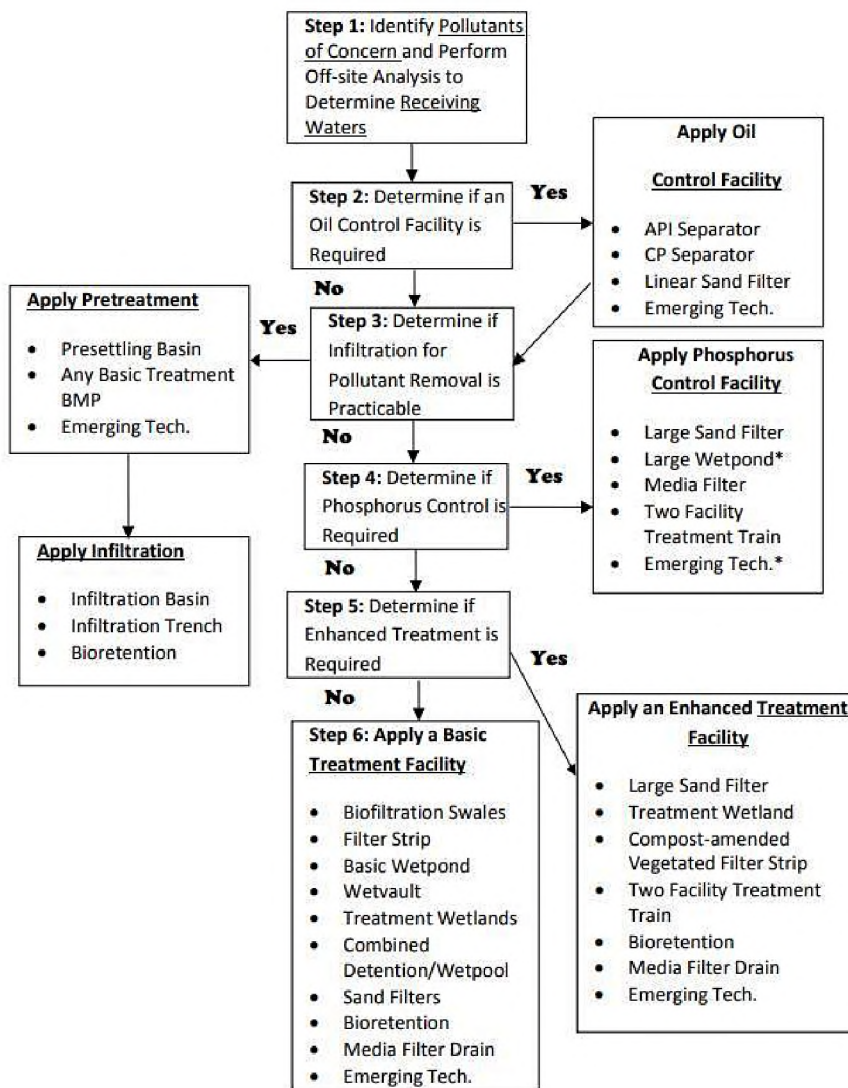 Step 1: Identify Pollutants
of Concern and Perform
Off-site Analysis to
Determine Receiving
Waters
Step 2: Determine if an
Oil Control Facility is
Required
Yes
Apply Oil
Control Facility
• API Separator
• CP Separator
• Linear Sand Filter
• Emerging Tech.
No
Step 3: Determine if
Infiltration for
Pollutant Removal is
Practicable
Yes
Apply Pretreatment
• Presettling Basin
• Any Basic Treatment
BMP
• Emerging Tech.
Apply Infiltration
• Infiltration Basin
• Infiltration Trench
• Bioretention
No
Step 4: Determine if
Phosphorus Control is
Required
Yes
Apply Phosphorus
Control Facility
• Large Sand Filter
• Large Wetpond*
• Media Filter
• Two Facility
Treatment Train
• Emerging Tech.*
No
Step 5: Determine if
Enhanced Treatment is
Required
Yes
Apply an Enhanced Treatment
Facility
• Large Sand Filter
• Treatment Wetland
• Compost-amended
Vegetated Filter Strip
• Two Facility Treatment
Train
• Bioretention
• Media Filter Drain
• Emerging Tech.
No
Step 6: Apply a Basic
Treatment Facility
• Biofiltration Swales
• Filter Strip
• Basic Wetpond
• Wetvault
• Treatment Wetlands
• Combined
Detention/Wetpool
• Sand Filters
• Bioretention
• Media Filter Drain
• Emerging Tech.